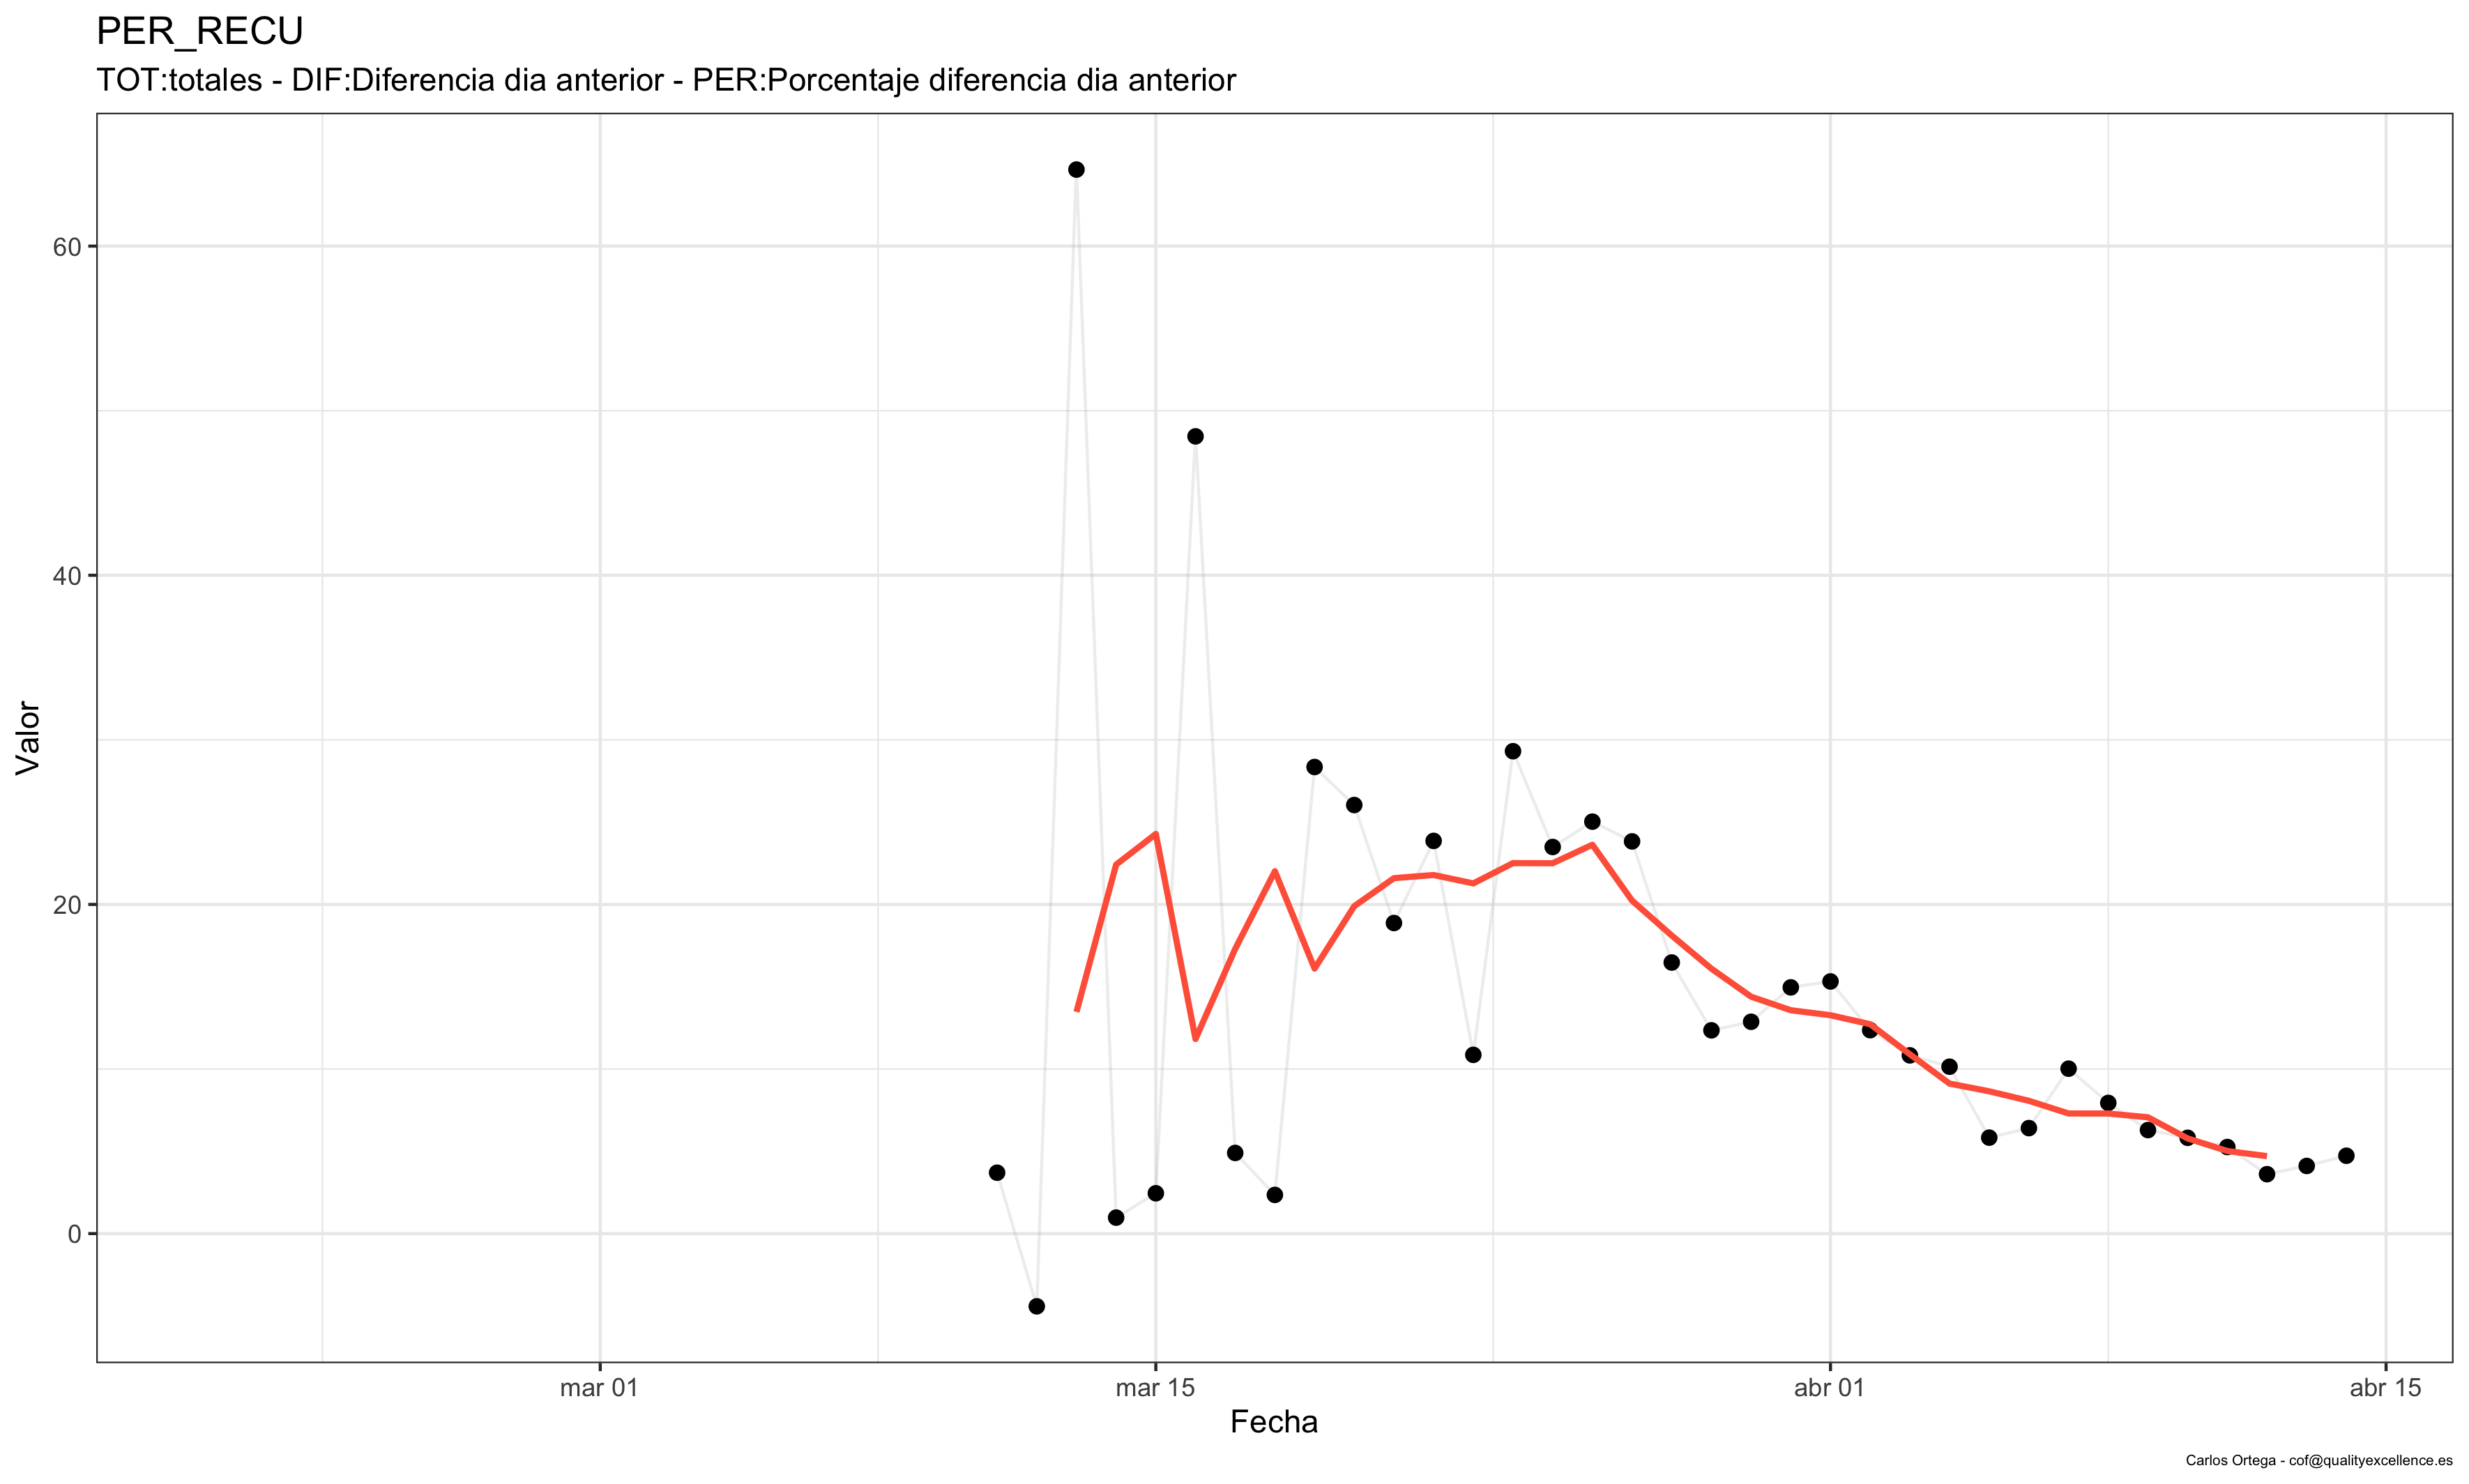 PER_RECU
TOT:totales - DIF:Diferencia dia anterior - PER:Porcentaje diferencia dia anterior
60
40
20
0
Valor
mar 01
mar 15
abr 01
abr 15
Fecha
Carlos Ortega - cof@qualityexcellence.es